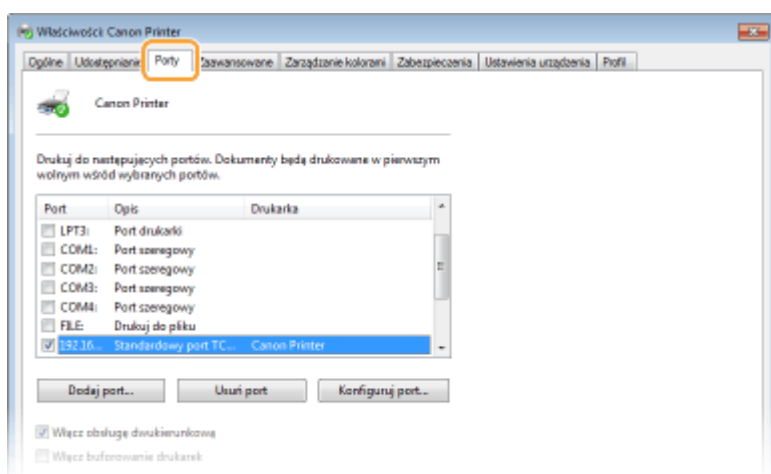 Właściwości: Canon Printer
Ogólne Udostępnianie Porty Zaawansowane Zarządzanie kolorami Zabezpieczenia Ustawienia urządzenia Profil
Canon Printer
Drukuj do następujących portów. Dokumenty będą drukowane w pierwszym
wolnym wśród wybranych portów.
Port Opis Drukarka
LPT3: Port drukarki
COM1: Port szeregowy
COM2: Port szeregowy
COM3: Port szeregowy
COM4: Port szeregowy
FILE: Drukuj do pliku
192.16... Standardowy port TC... Canon Printer
Dodaj port... Usuń port Konfiguruj port...
Włącz obsługę dwukierunkową
Włącz buforowanie drukarek